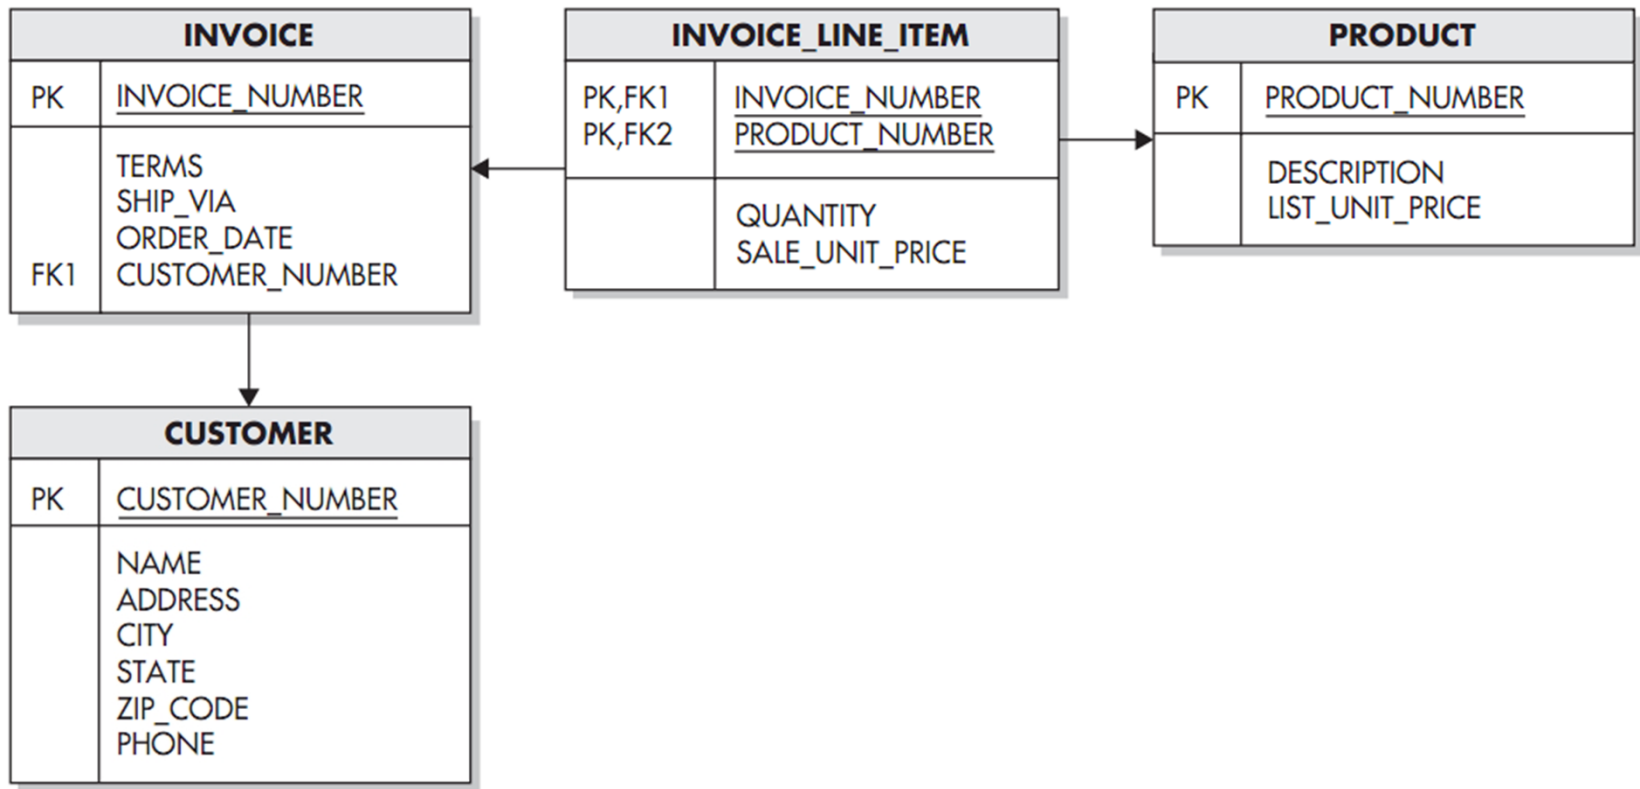 INVOICE
PK INVOICE_NUMBER
TERMS
SHIP_VIA
ORDER_DATE
FK1 CUSTOMER_NUMBER
INVOICE_LINE_ITEM
PK,FK1 INVOICE_NUMBER
PK,FK2 PRODUCT_NUMBER
QUANTITY
SALE_UNIT_PRICE
PRODUCT
PK PRODUCT_NUMBER
DESCRIPTION
LIST_UNIT_PRICE
CUSTOMER
PK CUSTOMER_NUMBER
NAME
ADDRESS
CITY
STATE
ZIP_CODE
PHONE